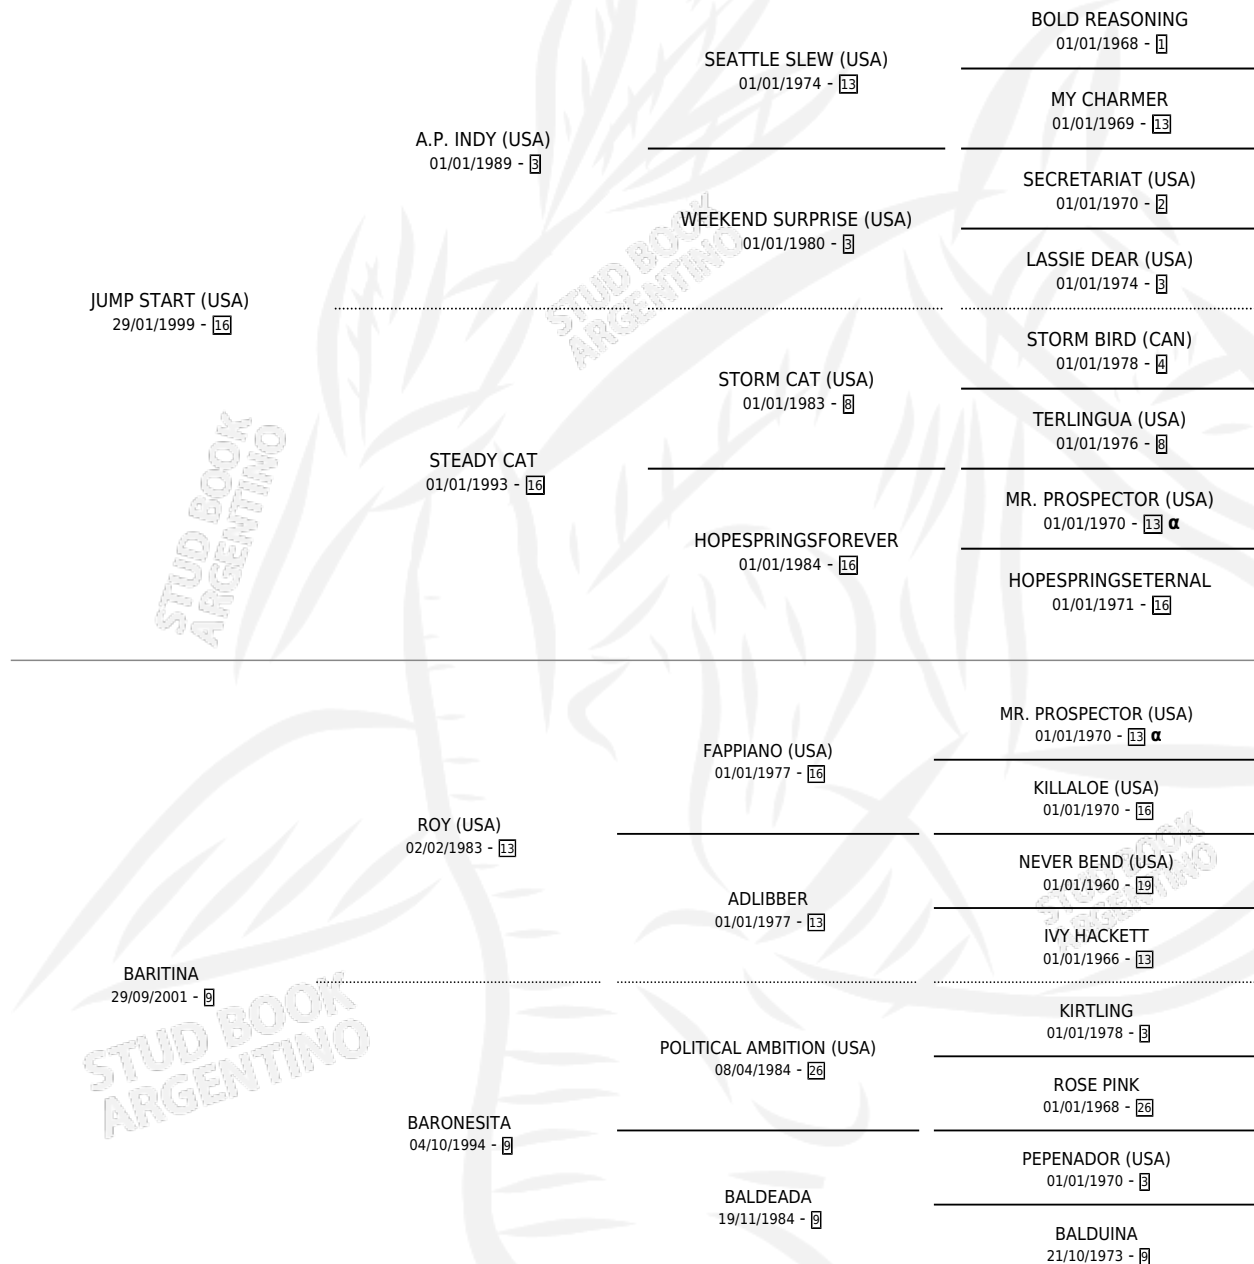 BOLD REASONING
01/01/1968 - 1
SEATTLE SLEW (USA)
01/01/1974 - 13
MY CHARMER
01/01/1969 - 13
A.P. INDY (USA)
01/01/1989 - 3
SECRETARIAT (USA)
01/01/1970 - 2
WEEKEND SURPRISE (USA)
01/01/1980 - 3
LASSIE DEAR (USA)
01/01/1974 - 3
JUMP START (USA)
29/01/1999 - 16
STORM BIRD (CAN)
01/01/1978 - 4
STORM CAT (USA)
01/01/1983 - 8
TERLINGUA (USA)
01/01/1976 - 8
STEADY CAT
01/01/1993 - 16
MR. PROSPECTOR (USA)
01/01/1970 - 13 α
HOPESPRINGSFOREVER
01/01/1984 - 16
HOPESPRINGSETERNAL
01/01/1971 - 16
MR. PROSPECTOR (USA)
01/01/1970 - 13 α
FAPPIANO (USA)
01/01/1977 - 16
KILLALOE (USA)
01/01/1970 - 16
ROY (USA)
02/02/1983 - 13
NEVER BEND (USA)
01/01/1960 - 19
ADLIBBER
01/01/1977 - 13
IVY HACKETT
01/01/1966 - 13
BARITINA
29/09/2001 - 9
KIRTLING
01/01/1978 - 3
POLITICAL AMBITION (USA)
08/04/1984 - 26
ROSE PINK
01/01/1968 - 26
BARONESITA
04/10/1994 - 9
PEPENADOR (USA)
01/01/1970 - 3
BALDEADA
19/11/1984 - 9
BALDUINA
21/10/1973 - 9
STUD BOOK
ARGENTINO
STUD BOOK
ARGENTINO
STUD BOOK
ARGENTINO
STUD BOOK
ARGENTINO